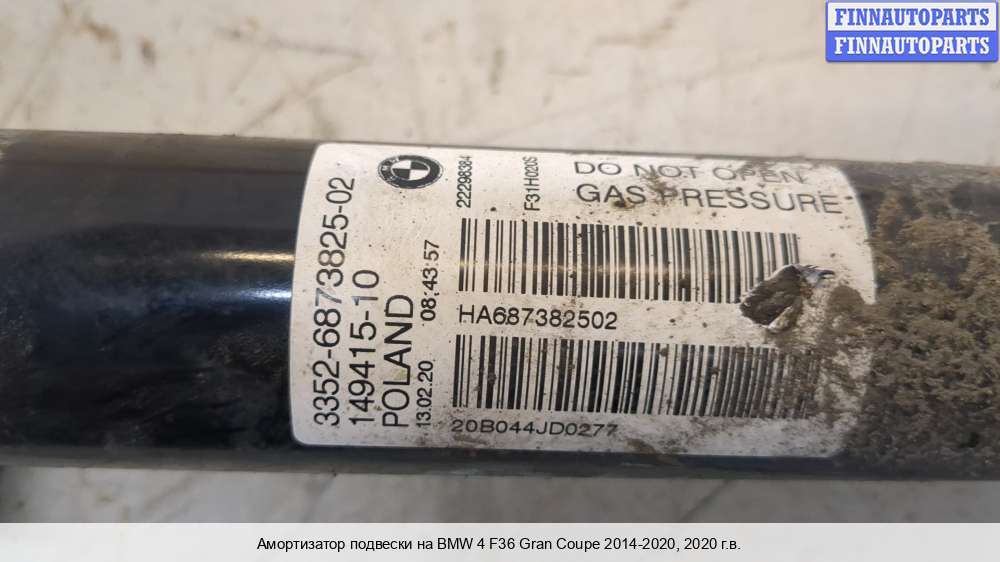 FINNAUTOPARTS
FINNAUTOPARTS
3352-6873825-02
149415-10
POLAND
13.02.20 08:43:57
22298384
F31H020S
DO NOT OPEN
GAS PRESSURE
HA687382502
20B044JD0277
Амортизатор подвески на BMW 4 F36 Gran Coupe 2014-2020, 2020 г.в.